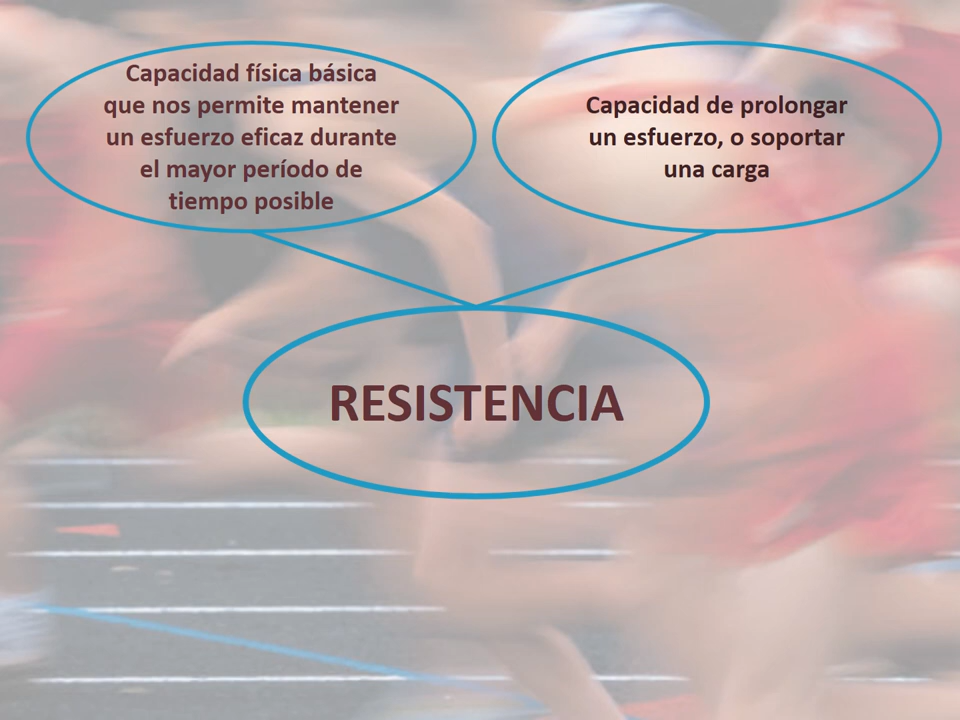 Capacidad física básica
que nos permite mantener
un esfuerzo eficaz durante
el mayor período de
tiempo posible
Capacidad de prolongar
un esfuerzo, o soportar
una carga
RESISTENCIA